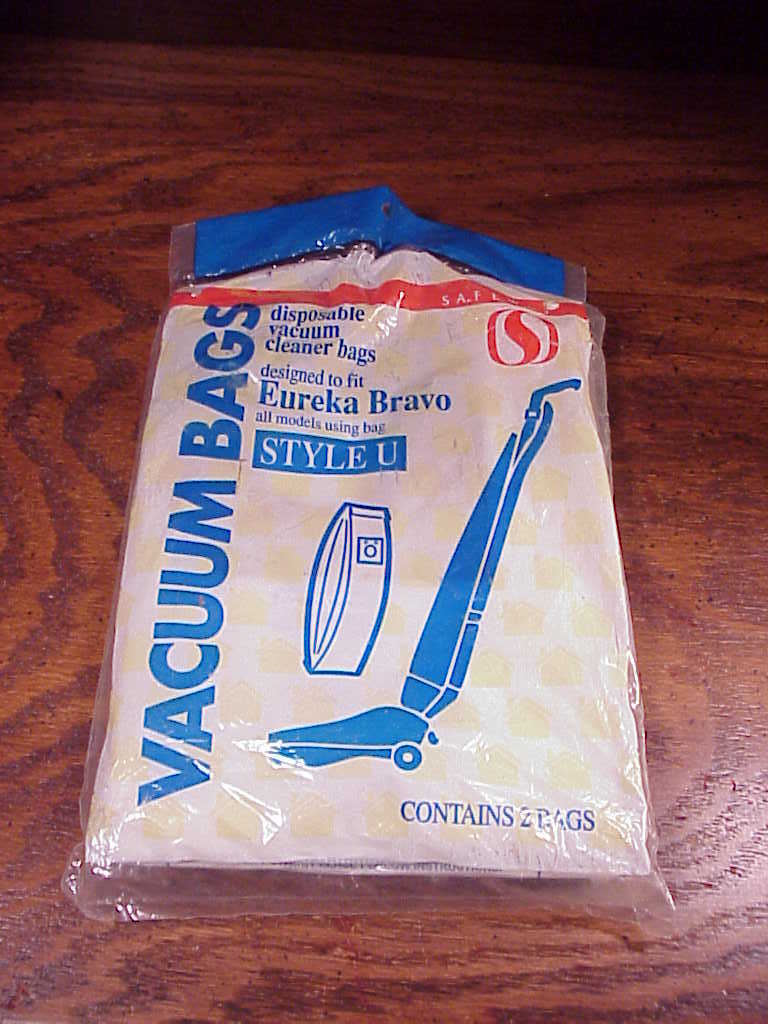 VACUUM BAGS
disposable
vacuum
cleaner bags
designed to fit
Eureka Bravo
all models using bag
STYLE U
CONTAINS 2 BAGS